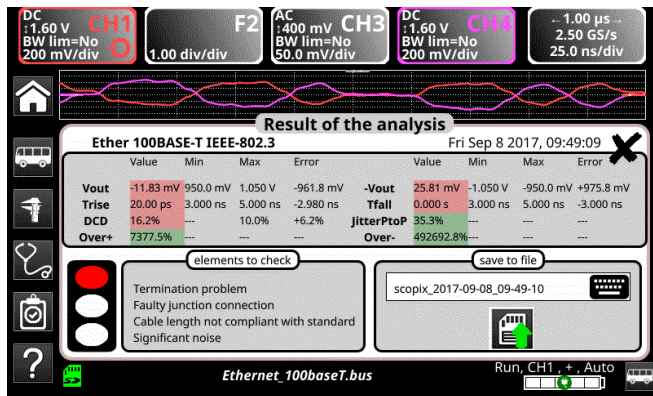 DC
↕1.60 V
BW lim=No
200 mV/div
CH1
F2
1.00 div/div
AC
↕400 mV
BW lim=No
50.0 mV/div
CH3
DC
↕1.60 V
BW lim=No
200 mV/div
CH4
←1.00 µs→
2.50 GS/s
25.0 ns/div
Result of the analysis
Ether 100BASE-T IEEE-802.3 Fri Sep 8 2017, 09:49:09
Value Min Max Error Value Min Max Error
Vout -11.83 mV 950.0 mV 1.050 V -961.8 mV -Vout 25.81 mV -1.050 V -950.0 mV +975.8 mV
Trise 20.00 ps 3.000 ns 5.000 ns -2.980 ns Tfall 0.000 s 3.000 ns 5.000 ns -3.000 ns
DCD 16.2% --- 10.0% +6.2% JitterPtoP 35.3% --- --- ---
Over+ 7377.5% --- --- --- Over- 492692.8% --- --- ---
elements to check
Termination problem
Faulty junction connection
Cable length not compliant with standard
Significant noise
save to file
scopix_2017-09-08_09-49-10
?
SD
Ethernet_100baseT.bus
Run, CH1 , + , Auto